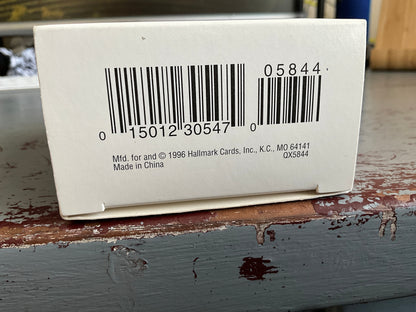 05844
0 15012 30547 0
Mfd. for and © 1996 Hallmark Cards, Inc., K.C., MO 64141
Made in China QX5844